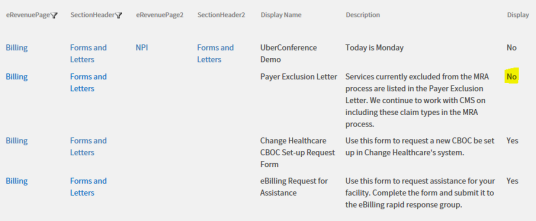 eRevenuePage SectionHeader eRevenuePage2 SectionHeader2 Display Name Description Display
Billing Forms and NPI Forms and UberConference Today is Monday No
Letters Letters Demo
Billing Forms and Payer Exclusion Letter Services currently excluded from the MRA No
Letters process are listed in the Payer Exclusion
Letter. We continue to work with CMS on
including these claim types in the MRA
process.
Billing Forms and Change Healthcare Use this form to request a new CBOC be set Yes
Letters CBOC Set-up Request up in Change Healthcare's system.
Form
Billing Forms and eBilling Request for Use this form to request assistance for your Yes
Letters Assistance facility. Complete the form and submit it to
the eBilling rapid response group.